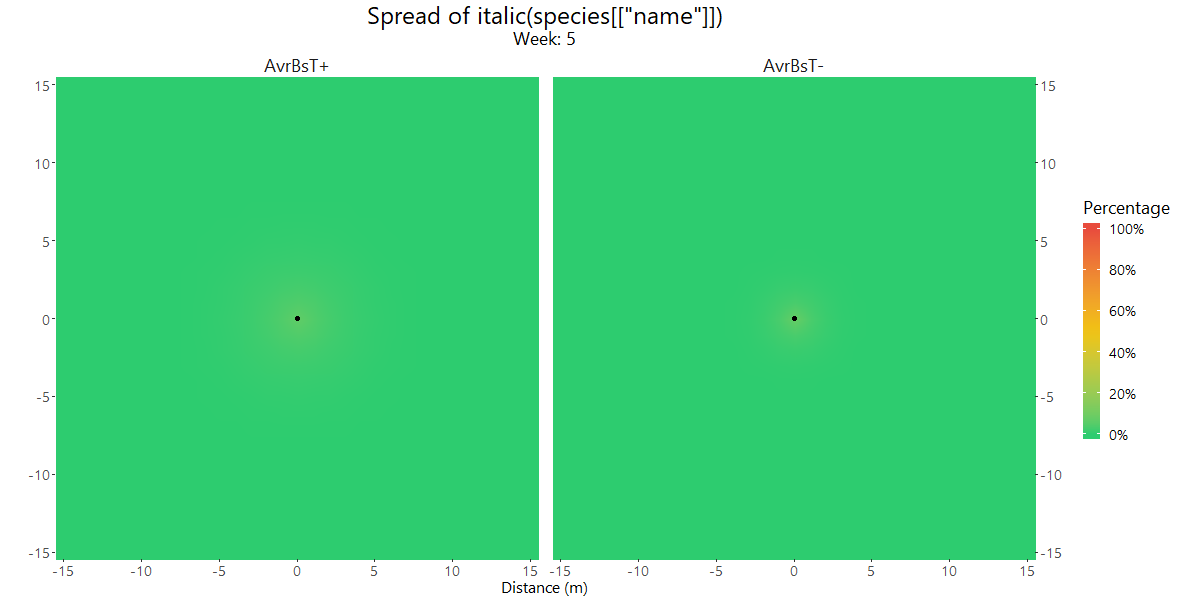 Spread of italic(species[["name"]])
Week: 5
AvrBsT+
AvrBsT-
15
10
5
0
-5
-10
-15
15
10
5
0
-5
-10
-15
-15 -10 -5 0 5 10 15
-15 -10 -5 0 5 10 15
Distance (m)
Percentage
100%
80%
60%
40%
20%
0%